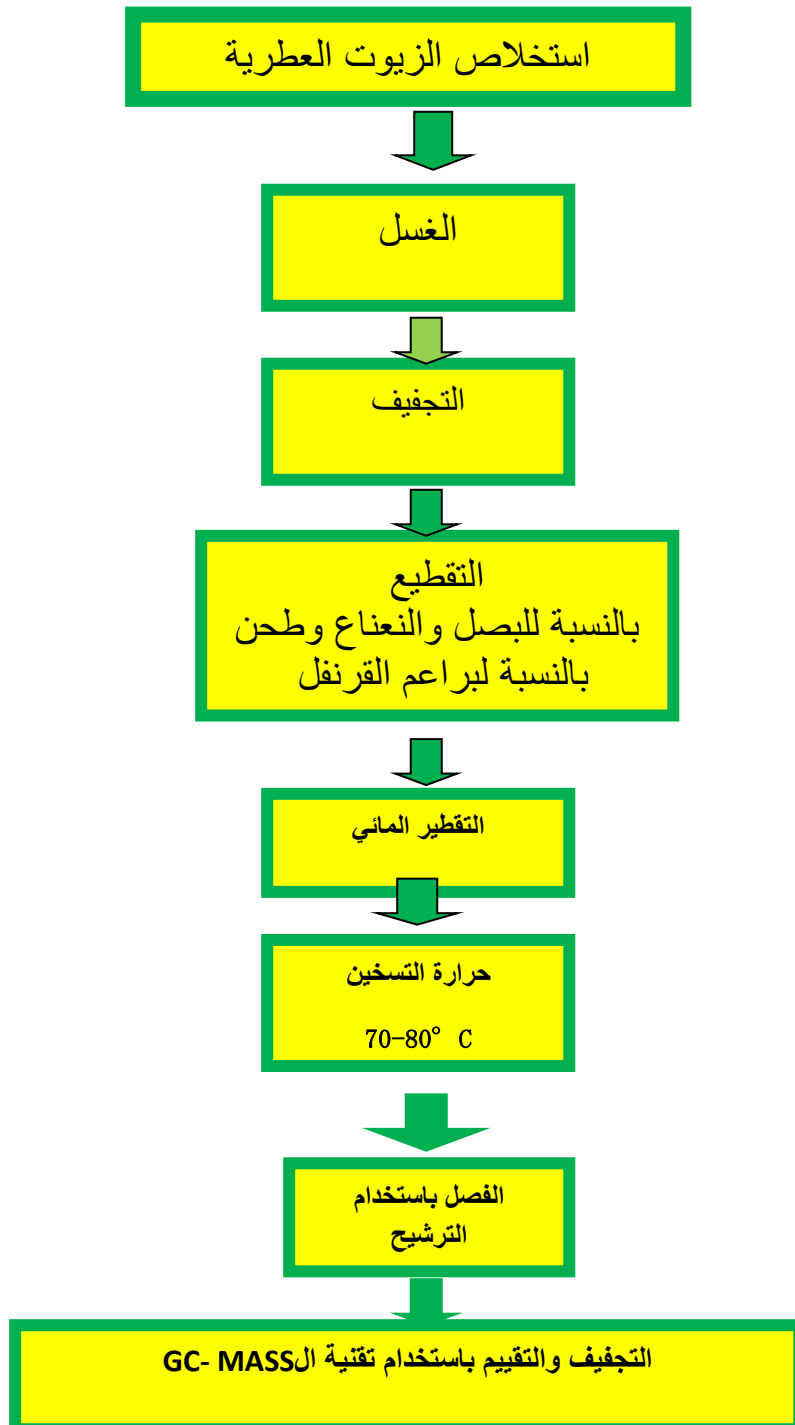 استخلاص الزيوت العطرية
الغسل
التجفيف
التقطيع
بالنسبة للبصل والنعناع وطحن
بالنسبة لبراعم القرنفل
التقطير المائي
حرارة التسخين
70-80° C
الفصل باستخدام
الترشيح
التجفيف والتقييم باستخدام تقنية الGC- MASS